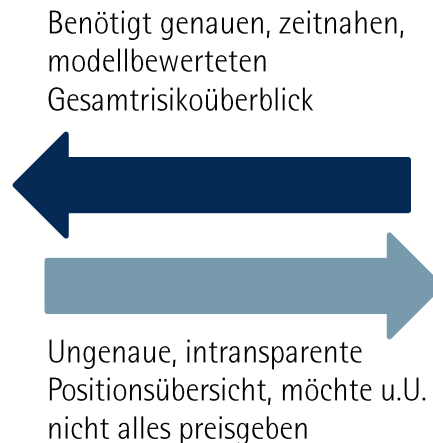 Benötigt genauen, zeitnahen,
modellbewerteten
Gesamtrisikoüberblick
Ungenaue, intransparente
Positionsübersicht, möchte u.U.
nicht alles preisgeben